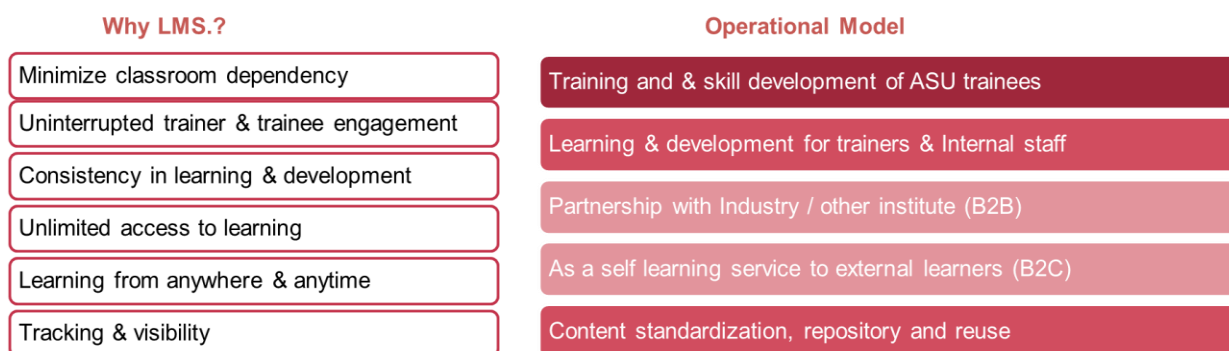 Why LMS.?
Minimize classroom dependency
Uninterrupted trainer & trainee engagement
Consistency in learning & development
Unlimited access to learning
Learning from anywhere & anytime
Tracking & visibility
Operational Model
Training and & skill development of ASU trainees
Learning & development for trainers & Internal staff
Partnership with Industry / other institute (B2B)
As a self learning service to external learners (B2C)
Content standardization, repository and reuse